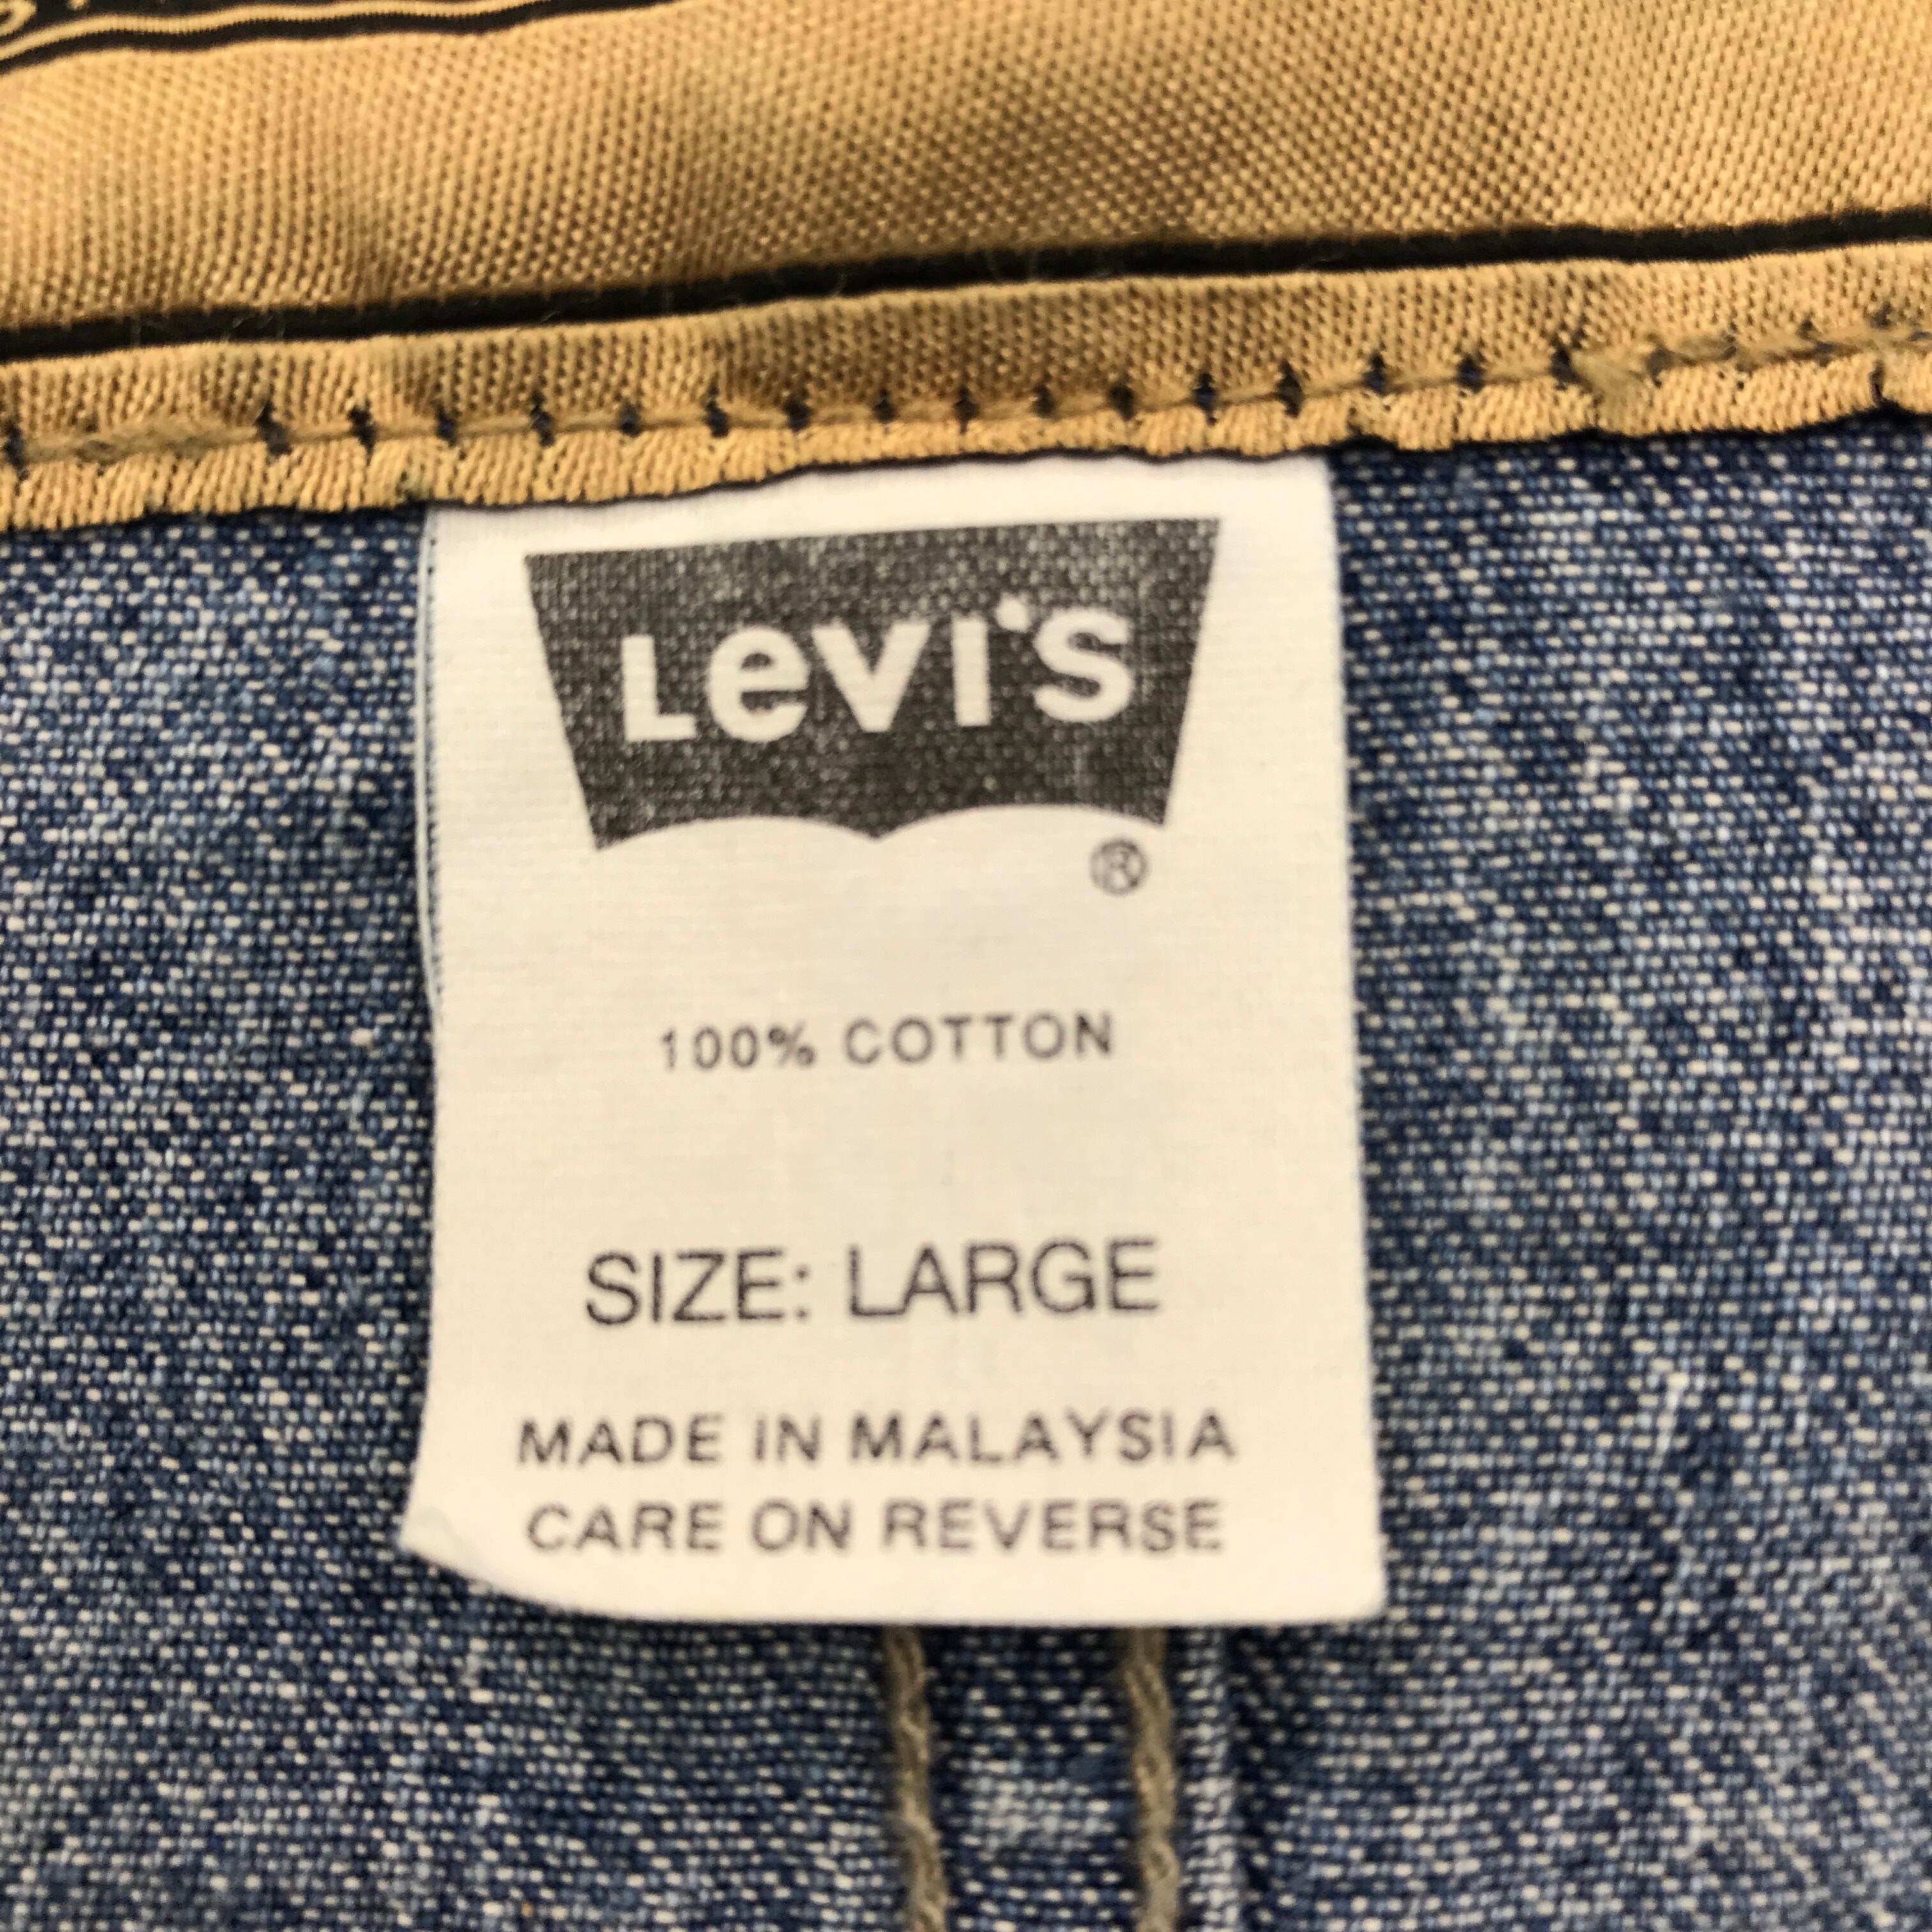 Levi's
®
100% COTTON
SIZE: LARGE
MADE IN MALAYSIA
CARE ON REVERSE